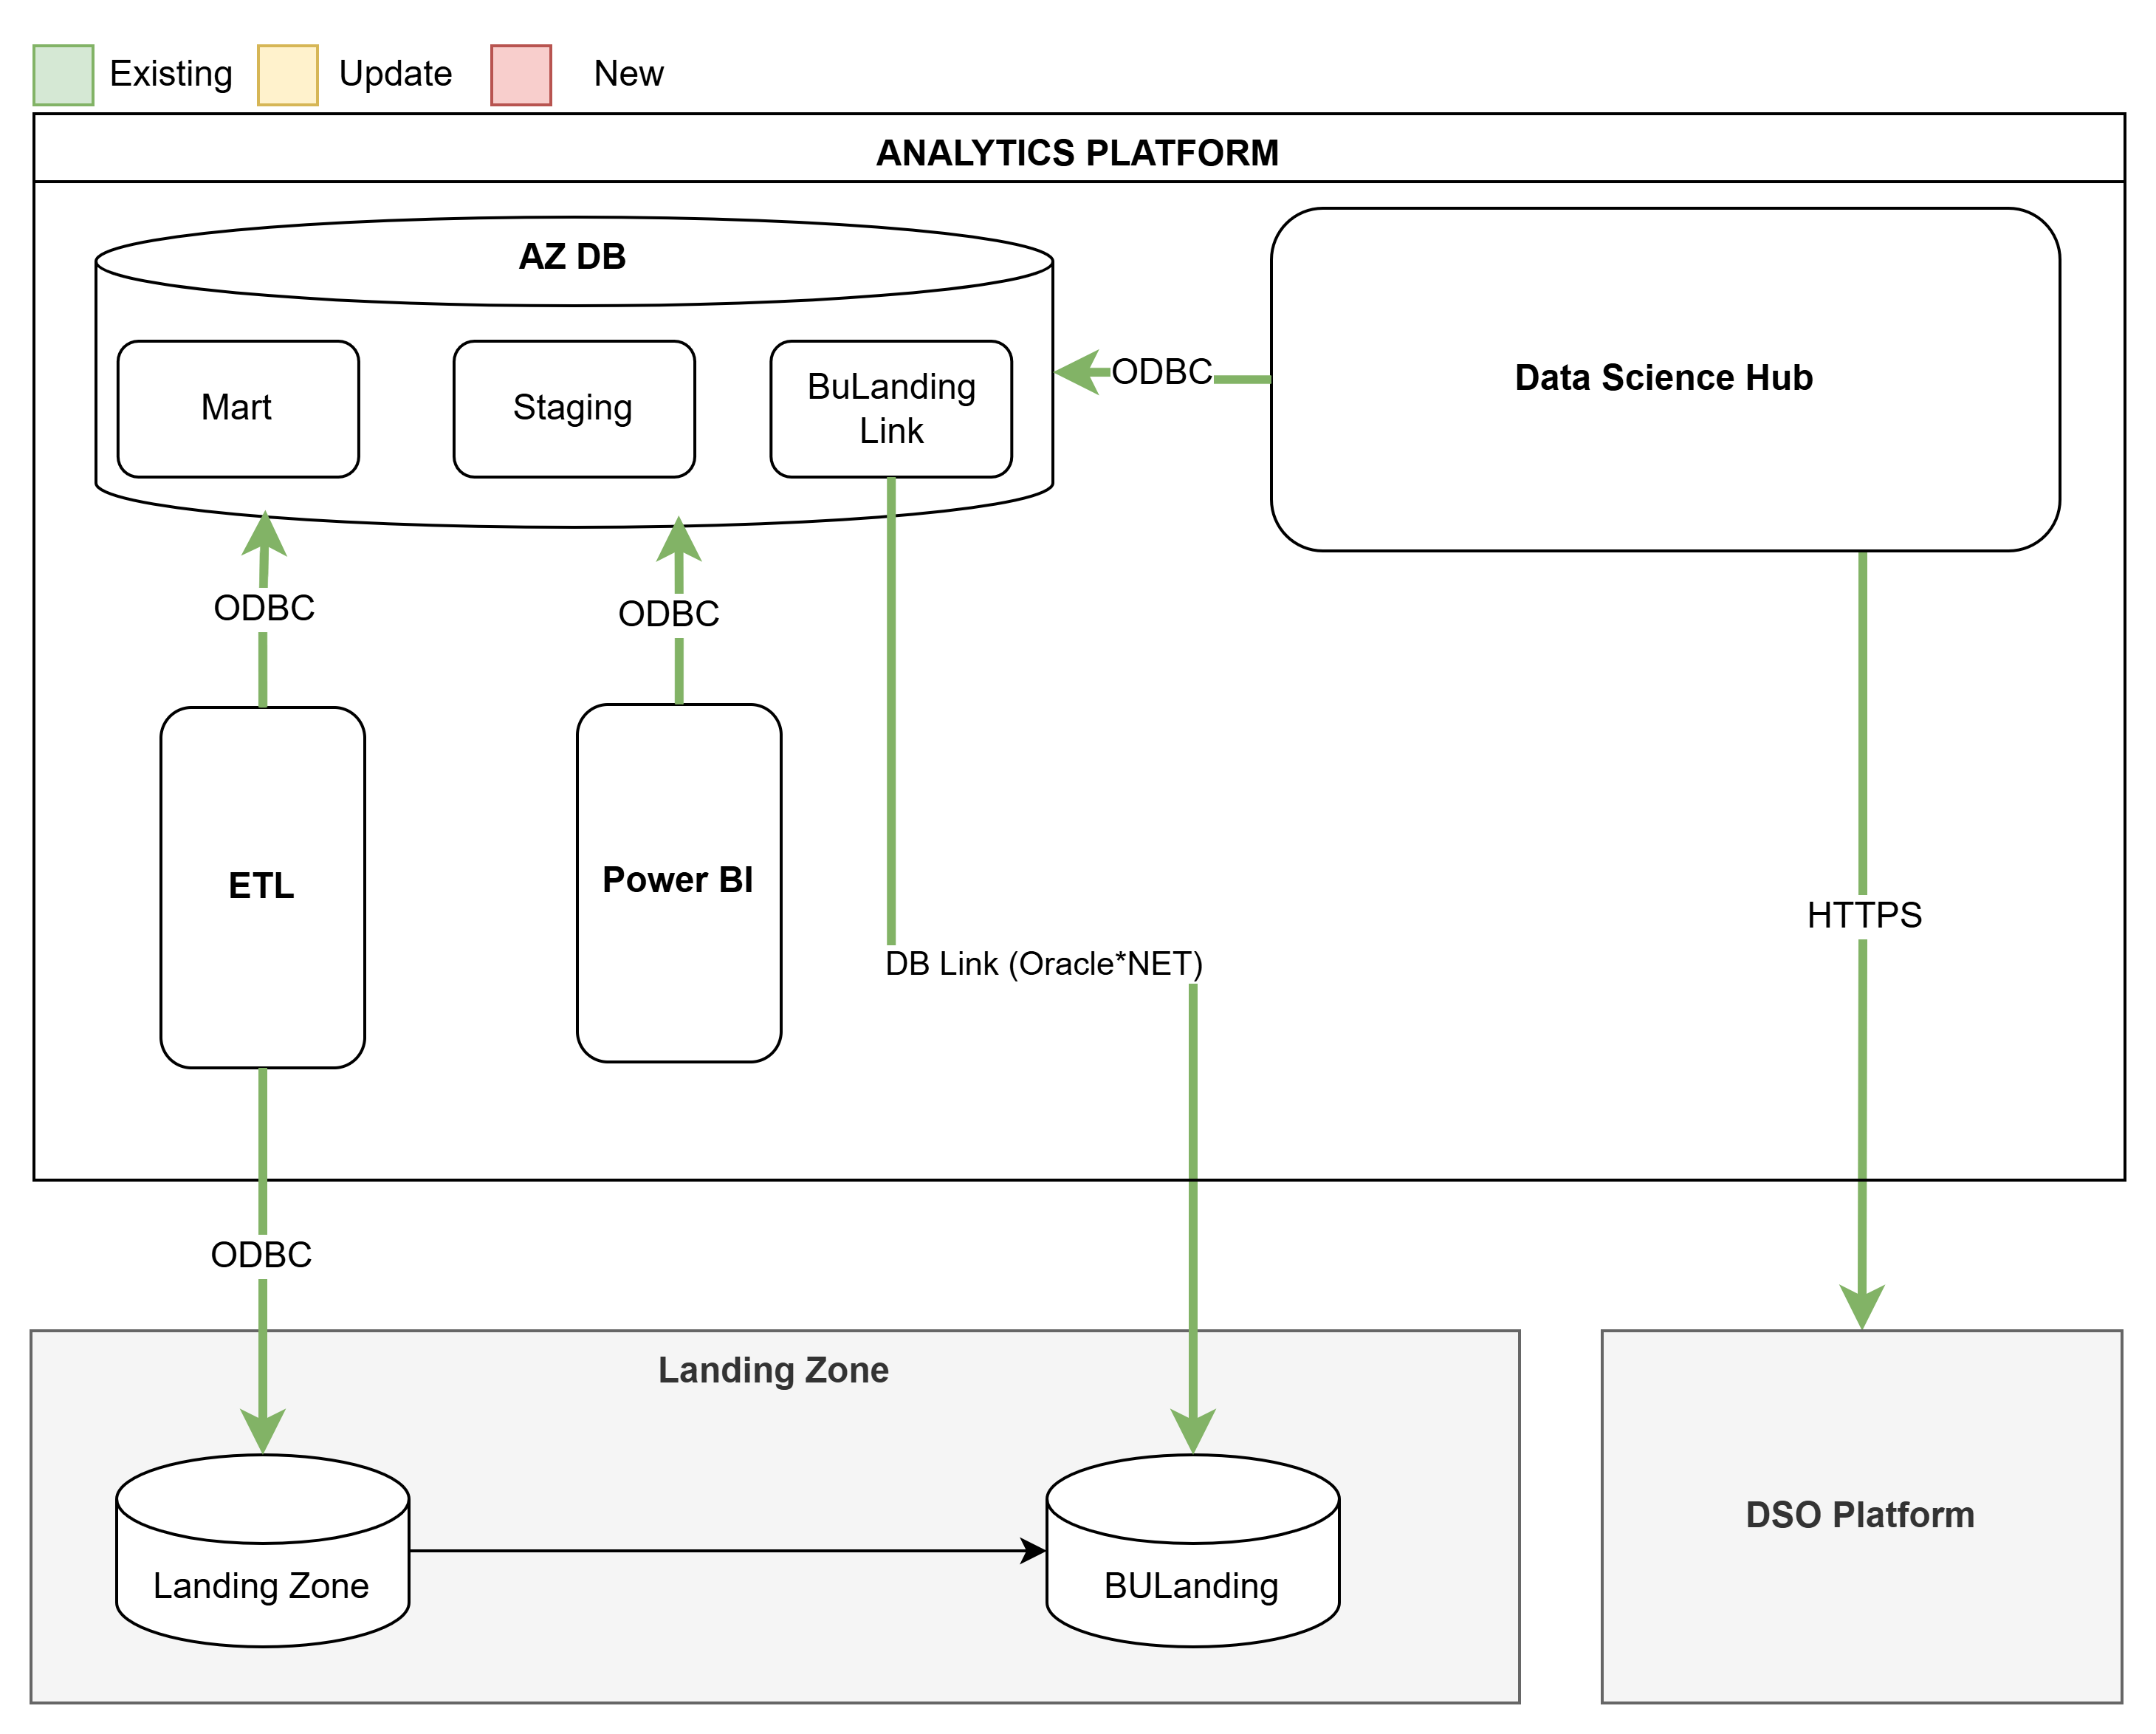 Existing
Update
New
ANALYTICS PLATFORM
AZ DB
Mart
Staging
BuLanding
Link
ODBC
Data Science Hub
ODBC
ODBC
ETL
Power BI
HTTPS
DB Link (Oracle*NET)
ODBC
Landing Zone
Landing Zone
BULanding
DSO Platform